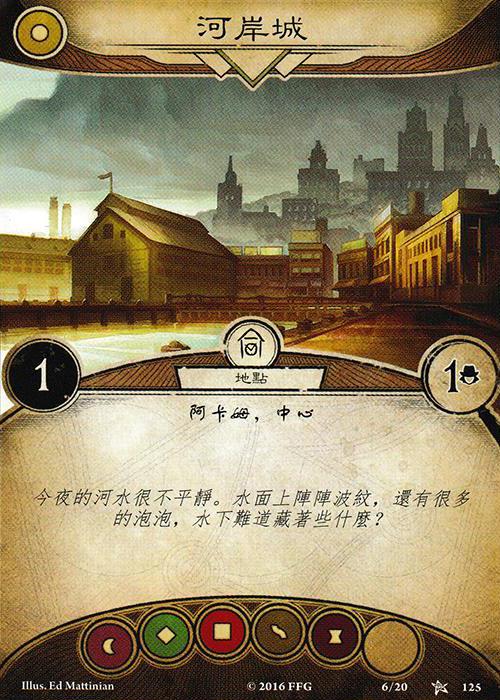 河岸城
1
1
地點
阿卡姆，中心
今夜的河水很不平靜。水面上陣陣波紋，還有很多
的泡泡，水下難道藏著些什麼？
Illus. Ed Mattinian
© 2016 FFG
6/20
125